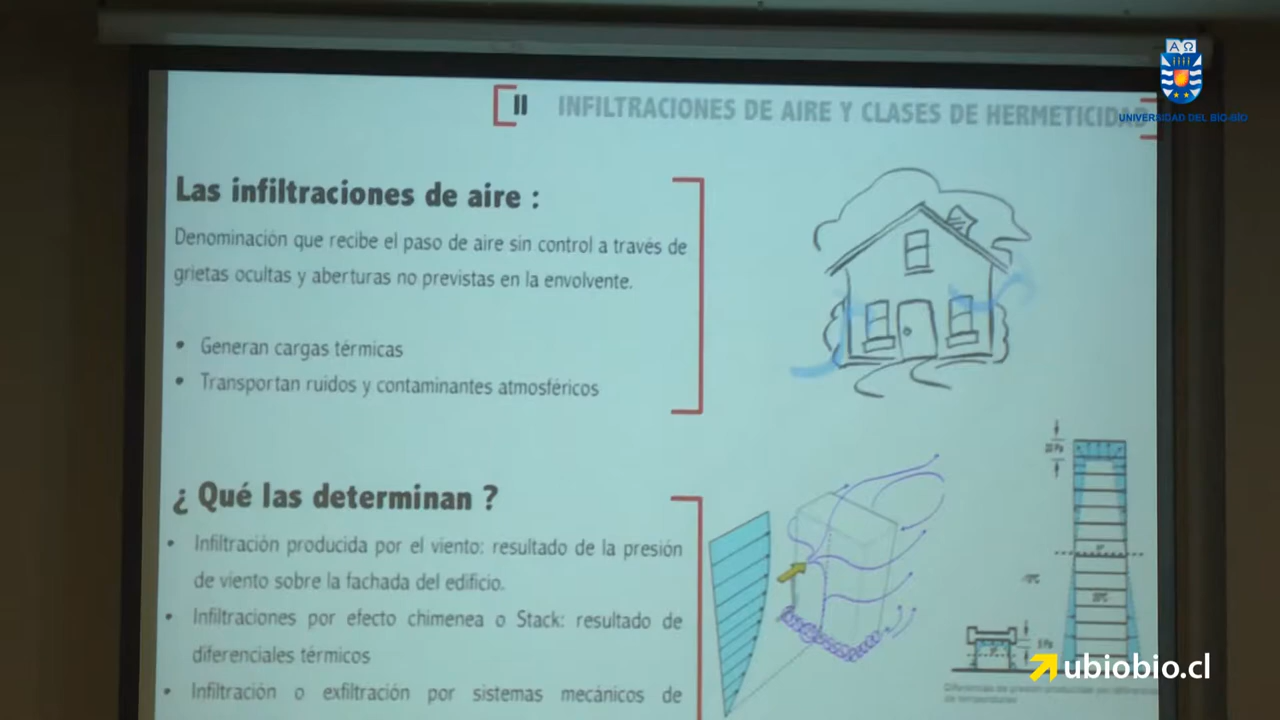 II INFILTRACIONES DE AIRE Y CLASES DE HERMETICIDAD
ΑΩ
UNIVERSIDAD DEL BÍO-BÍO
Las infiltraciones de aire :
Denominación que recibe el paso de aire sin control a través de
grietas ocultas y aberturas no previstas en la envolvente.
• Generan cargas térmicas
• Transportan ruidos y contaminantes atmosféricos
¿ Qué las determinan ?
• Infiltración producida por el viento: resultado de la presión
de viento sobre la fachada del edificio.
• Infiltraciones por efecto chimenea o Stack: resultado de
diferenciales térmicos
• Infiltración o exfiltración por sistemas mecánicos de
ubiobio.cl